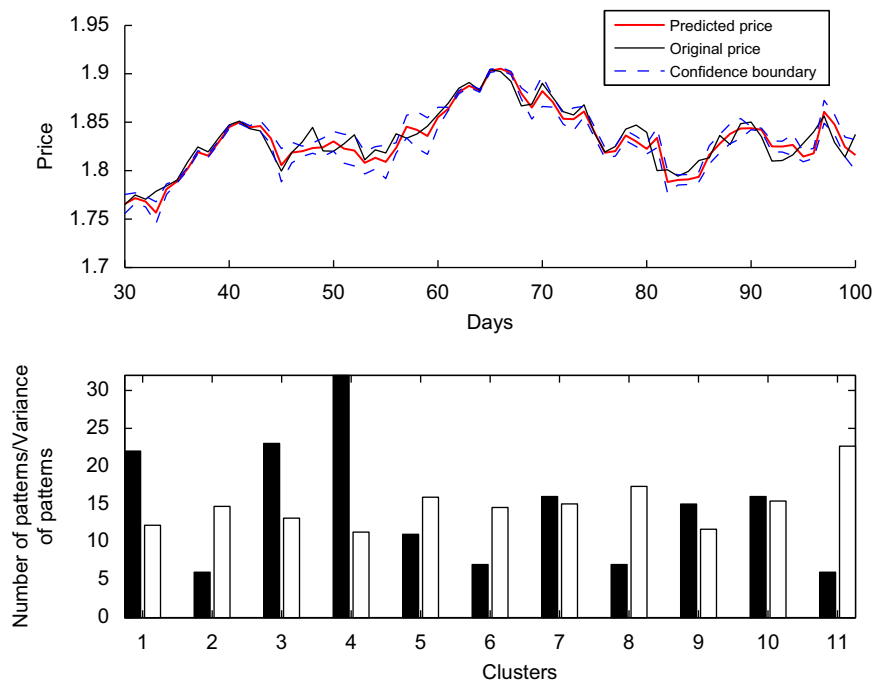 1.95
1.9
1.85
1.8
1.75
1.7
Price
Predicted price
Original price
Confidence boundary
30 40 50 60 70 80 90 100
Days
Number of patterns/Variance
of patterns
30
25
20
15
10
5
0
1 2 3 4 5 6 7 8 9 10 11
Clusters